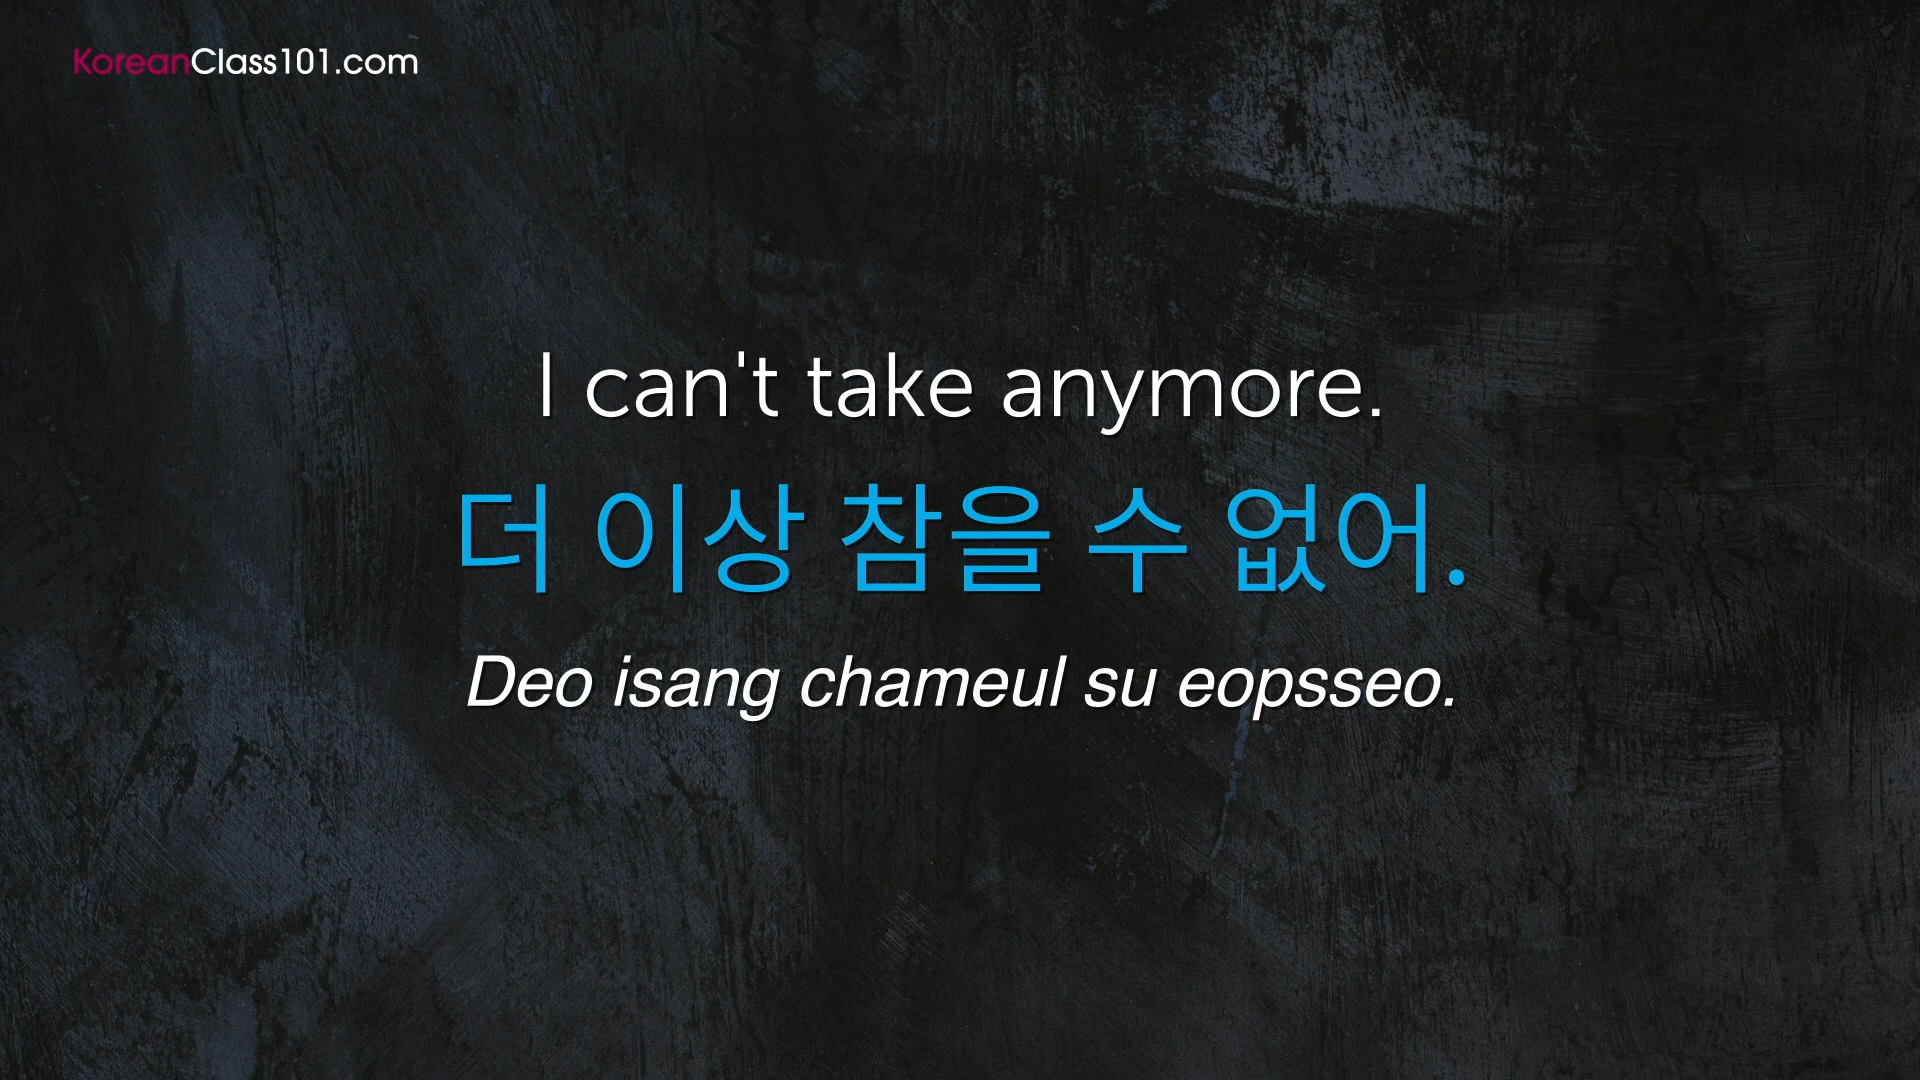 KoreanClass101.com
I can't take anymore.
더 이상 참을 수 없어.
Deo isang chameul su eopsseo.